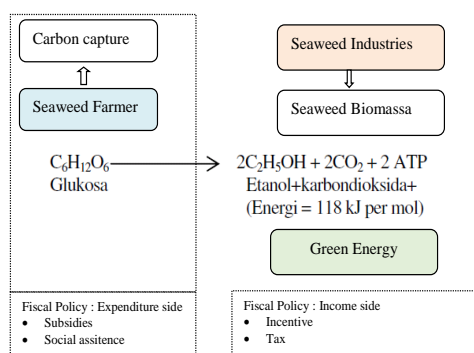 Carbon capture
Seaweed Farmer
Seaweed Industries
Seaweed Biomassa
C₆H₁₂O₆
Glukosa
2C₂H₅OH + 2CO₂ + 2 ATP
Etanol+karbondioksida+
(Energi = 118 kJ per mol)
Green Energy
Fiscal Policy : Expenditure side
• Subsidies
• Social assitence
Fiscal Policy : Income side
• Incentive
• Tax